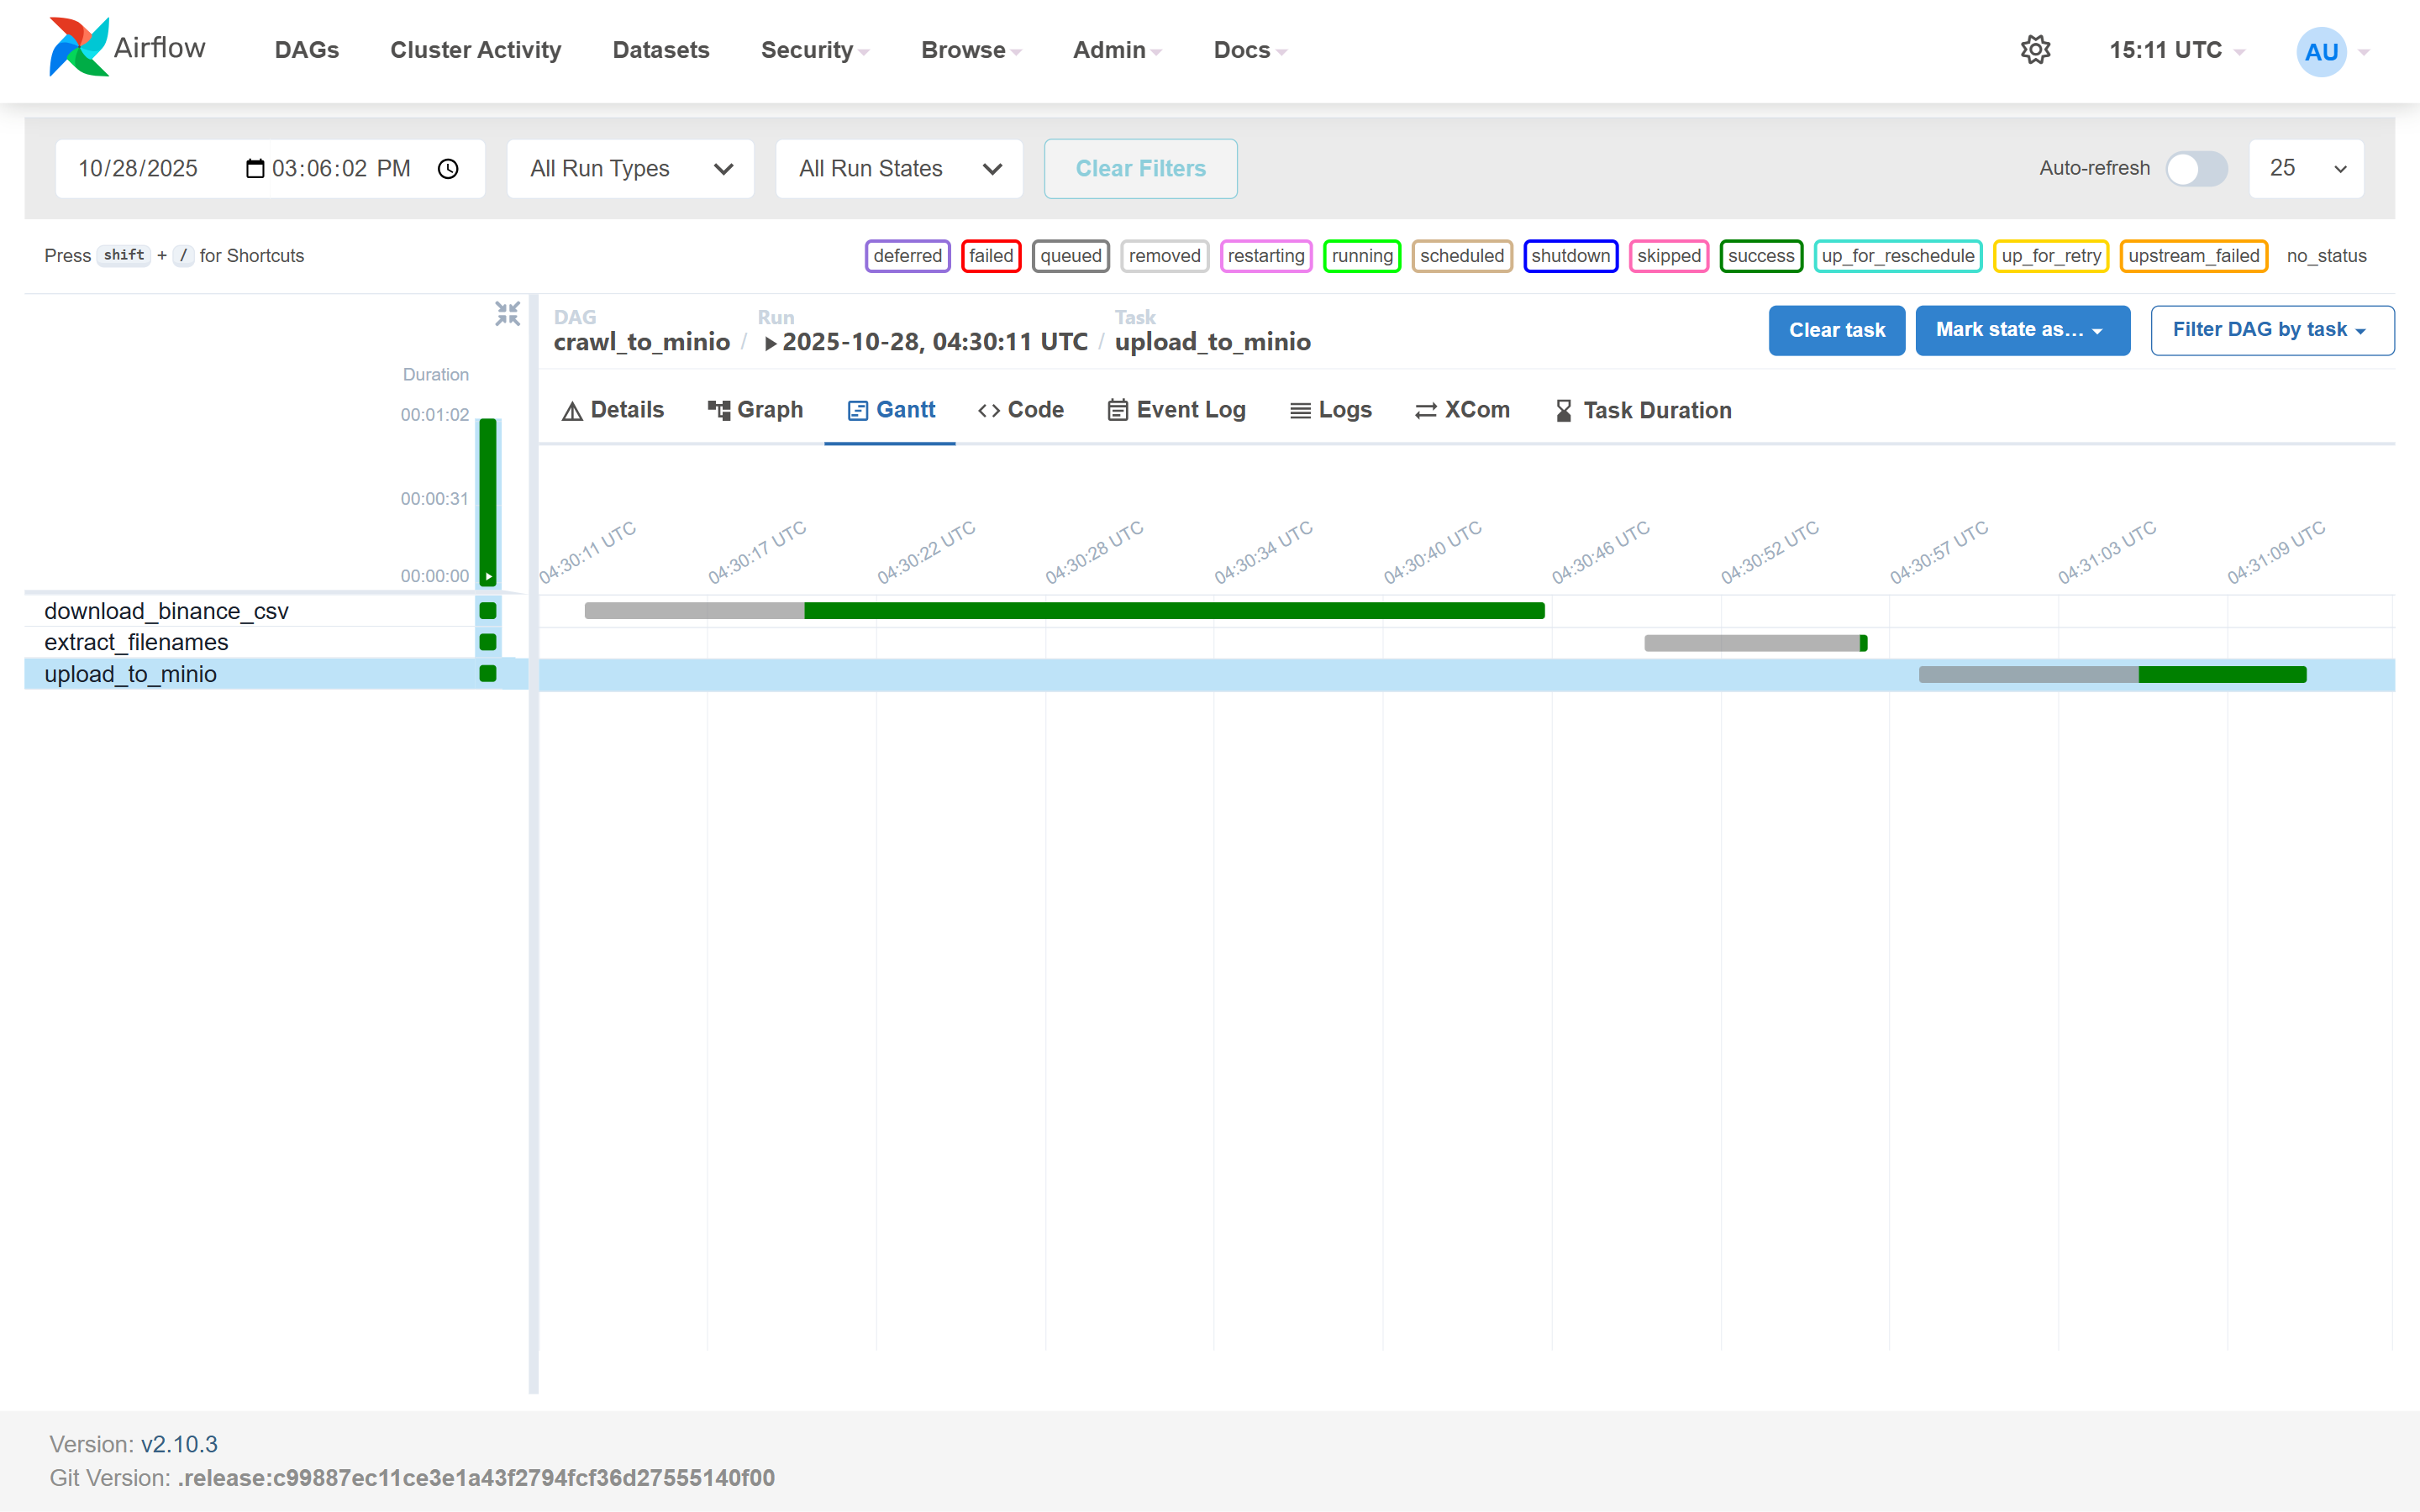 Airflow DAGs Cluster Activity Datasets Security Browse Admin Docs 15:11 UTC AU
10/28/2025 03:06:02 PM All Run Types All Run States Clear Filters Auto-refresh 25
Press shift + / for Shortcuts deferred failed queued removed restarting running scheduled shutdown skipped success up_for_reschedule up_for_retry upstream_failed no_status
DAG Run Task
crawl_to_minio / 2025-10-28, 04:30:11 UTC / upload_to_minio
Clear task Mark state as… Filter DAG by task
Duration
00:01:02
00:00:31
00:00:00
Details Graph Gantt Code Event Log Logs XCom Task Duration
04:30:11 UTC 04:30:17 UTC 04:30:22 UTC 04:30:28 UTC 04:30:34 UTC 04:30:40 UTC 04:30:46 UTC 04:30:52 UTC 04:30:57 UTC 04:31:03 UTC 04:31:09 UTC
download_binance_csv
extract_filenames
upload_to_minio
Version: v2.10.3
Git Version: .release:c99887ec11ce3e1a43f2794fcf36d27555140f00